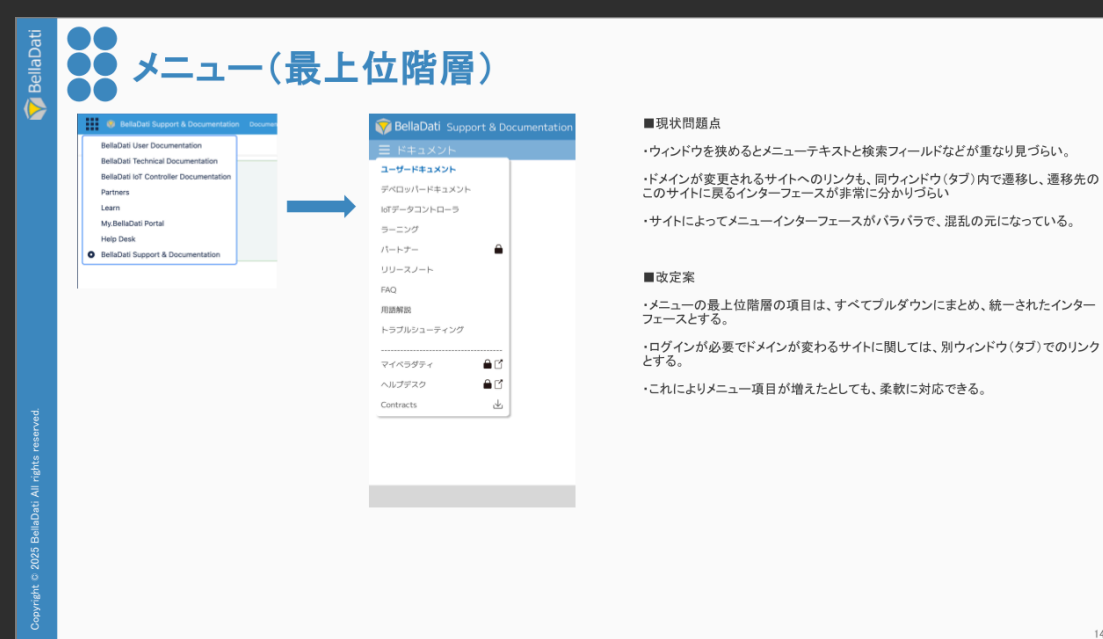 BellaDati
メニュー（最上位階層）
BellaDati Support & Documentation
BellaDati User Documentation
BellaDati Technical Documentation
BellaDati IoT Controller Documentation
Partners
Learn
My.BellaDati Portal
Help Desk
BellaDati Support & Documentation
BellaDati Support & Documentation
ドキュメント
ユーザードキュメント
デベロッパードキュメント
IoTデータコントローラ
ラーニング
パートナー
リリースノート
FAQ
用語解説
トラブルシューティング
マイベラダティ
ヘルプデスク
Contracts
■現状問題点
・ウィンドウを狭めるとメニューテキストと検索フィールドなどが重なり見づらい。
・ドメインが変更されるサイトへのリンクも、同ウィンドウ（タブ）内で遷移し、遷移先の
このサイトに戻るインターフェースが非常に分かりづらい
・サイトによってメニューインターフェースがバラバラで、混乱の元になっている。
■改定案
・メニューの最上位階層の項目は、すべてプルダウンにまとめ、統一されたインター
フェースとする。
・ログインが必要でドメインが変わるサイトに関しては、別ウィンドウ（タブ）でのリンク
とする。
・これによりメニュー項目が増えたとしても、柔軟に対応できる。
Copyright © 2025 BellaDati All rights reserved.